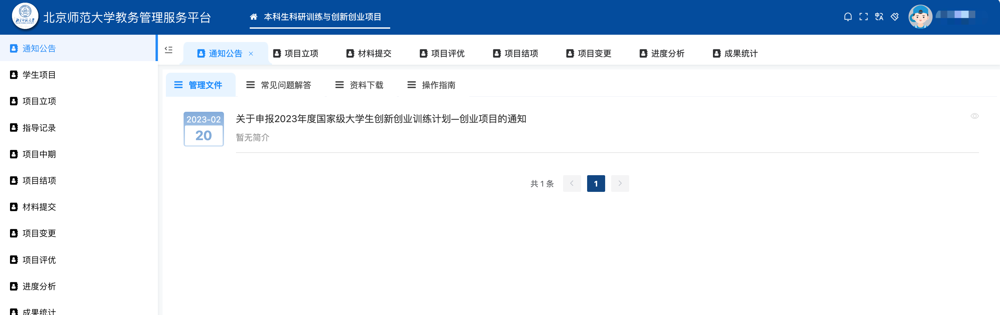 北京师范大学
北京师范大学教务管理服务平台
本科生科研训练与创新创业项目
通知公告
学生项目
项目立项
指导记录
项目中期
项目结项
材料提交
项目变更
项目评优
进度分析
成果统计
通知公告 ×
项目立项
材料提交
项目评优
项目结项
项目变更
进度分析
成果统计
管理文件
常见问题解答
资料下载
操作指南
2023-02
20
关于申报2023年度国家级大学生创新创业训练计划—创业项目的通知
暂无简介
共 1 条
1